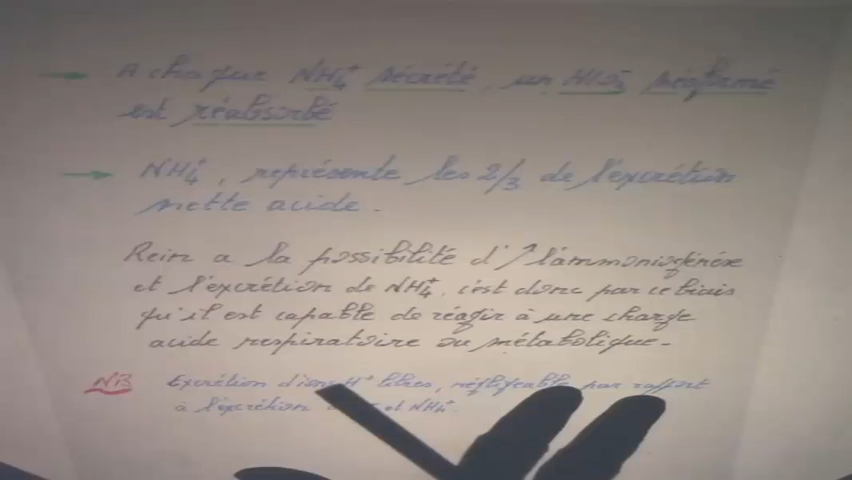 → A chaque NH₄⁺ sécrété, un HCO₃⁻ néoformé
est réabsorbé
→ NH₄⁺, représente les 2/3 de l'excrétion
nette acide.
Rein a la possibilité d'↑ l'ammoniogénèse
et l'excrétion de NH₄⁺, c'est donc par ce biais
qu'il est capable de réagir à une charge
acide respiratoire ou métabolique.
NB Excrétion d'ions H⁺ libres, négligeable par rapport
à l'excrétion et NH₄⁺.